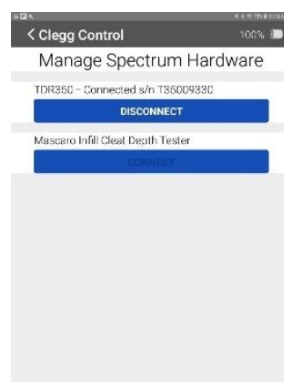 < Clegg Control 100%
Manage Spectrum Hardware
TDR350 - Connected s/n T35009330
DISCONNECT
Mascaro Infill Cleat Depth Tester
CONNECT